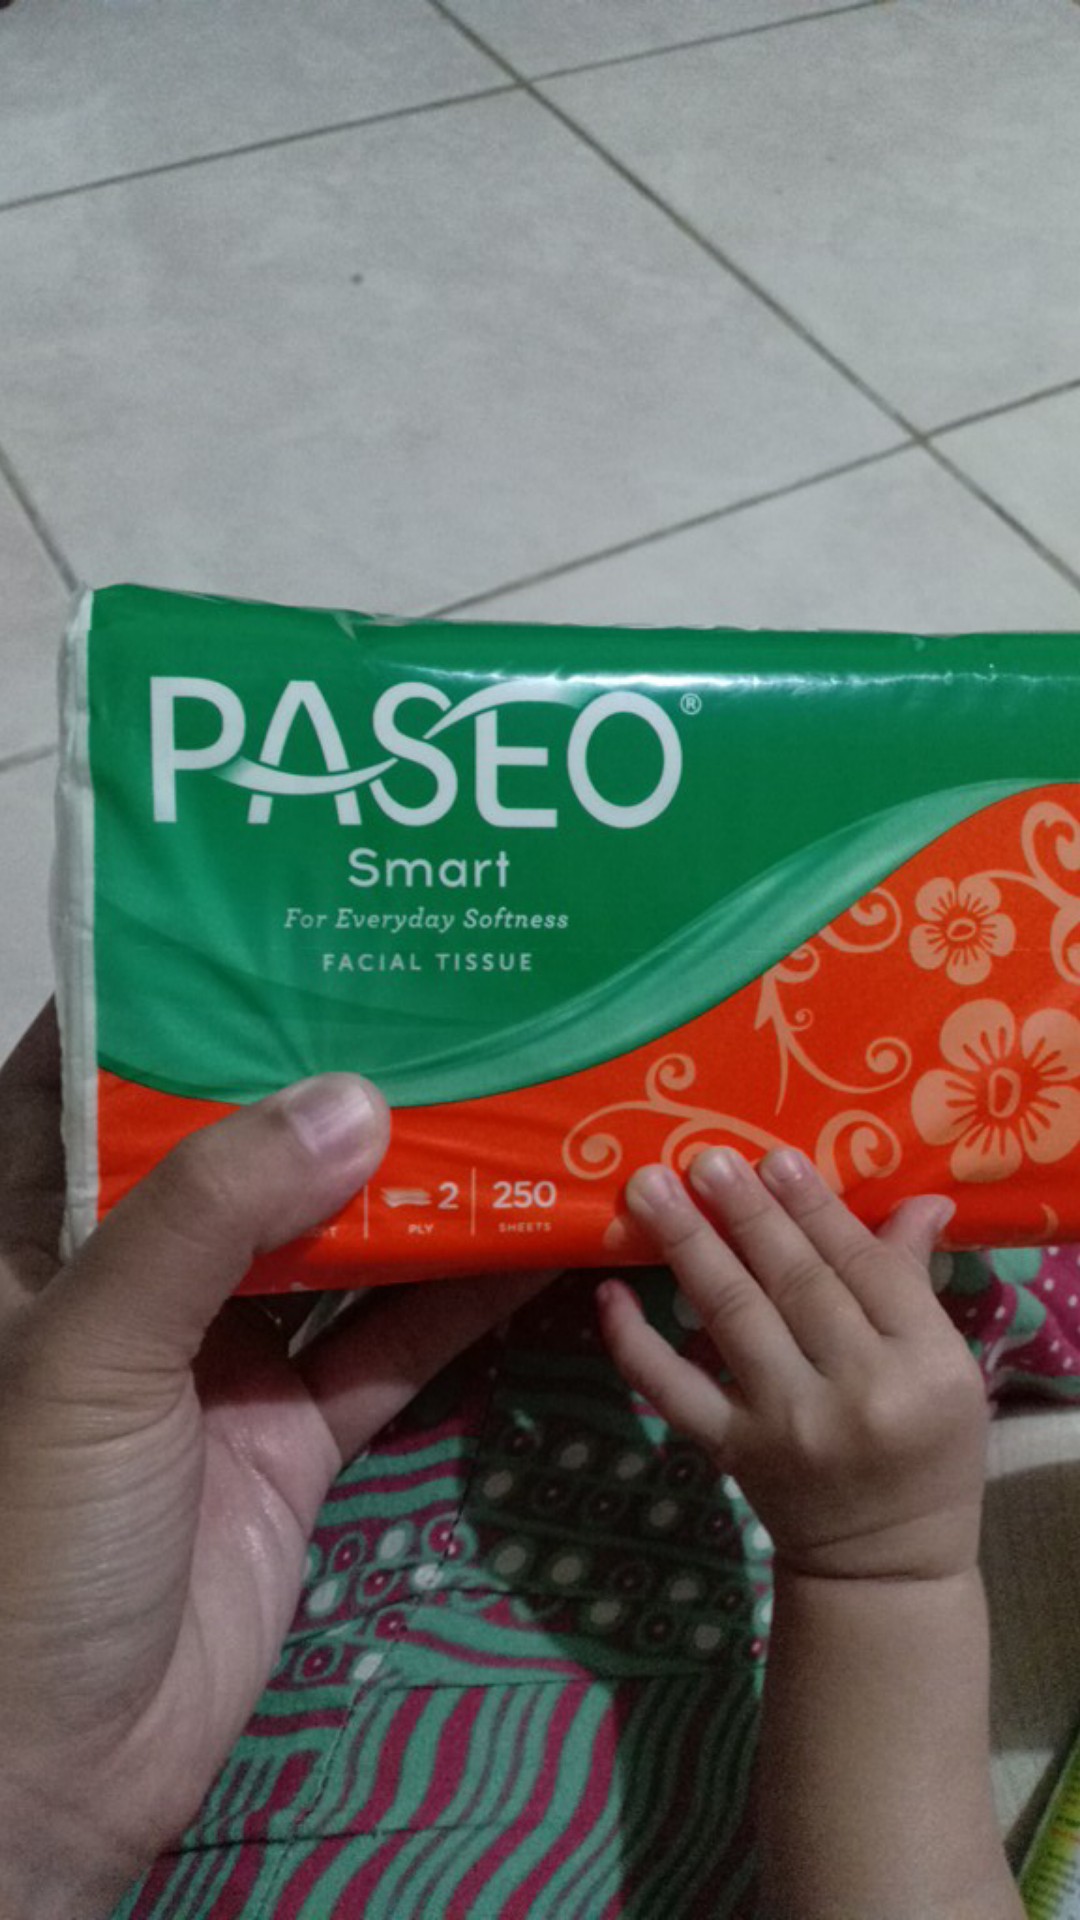 PASEO®
Smart
For Everyday Softness
FACIAL TISSUE
2 250
PLY SHEETS